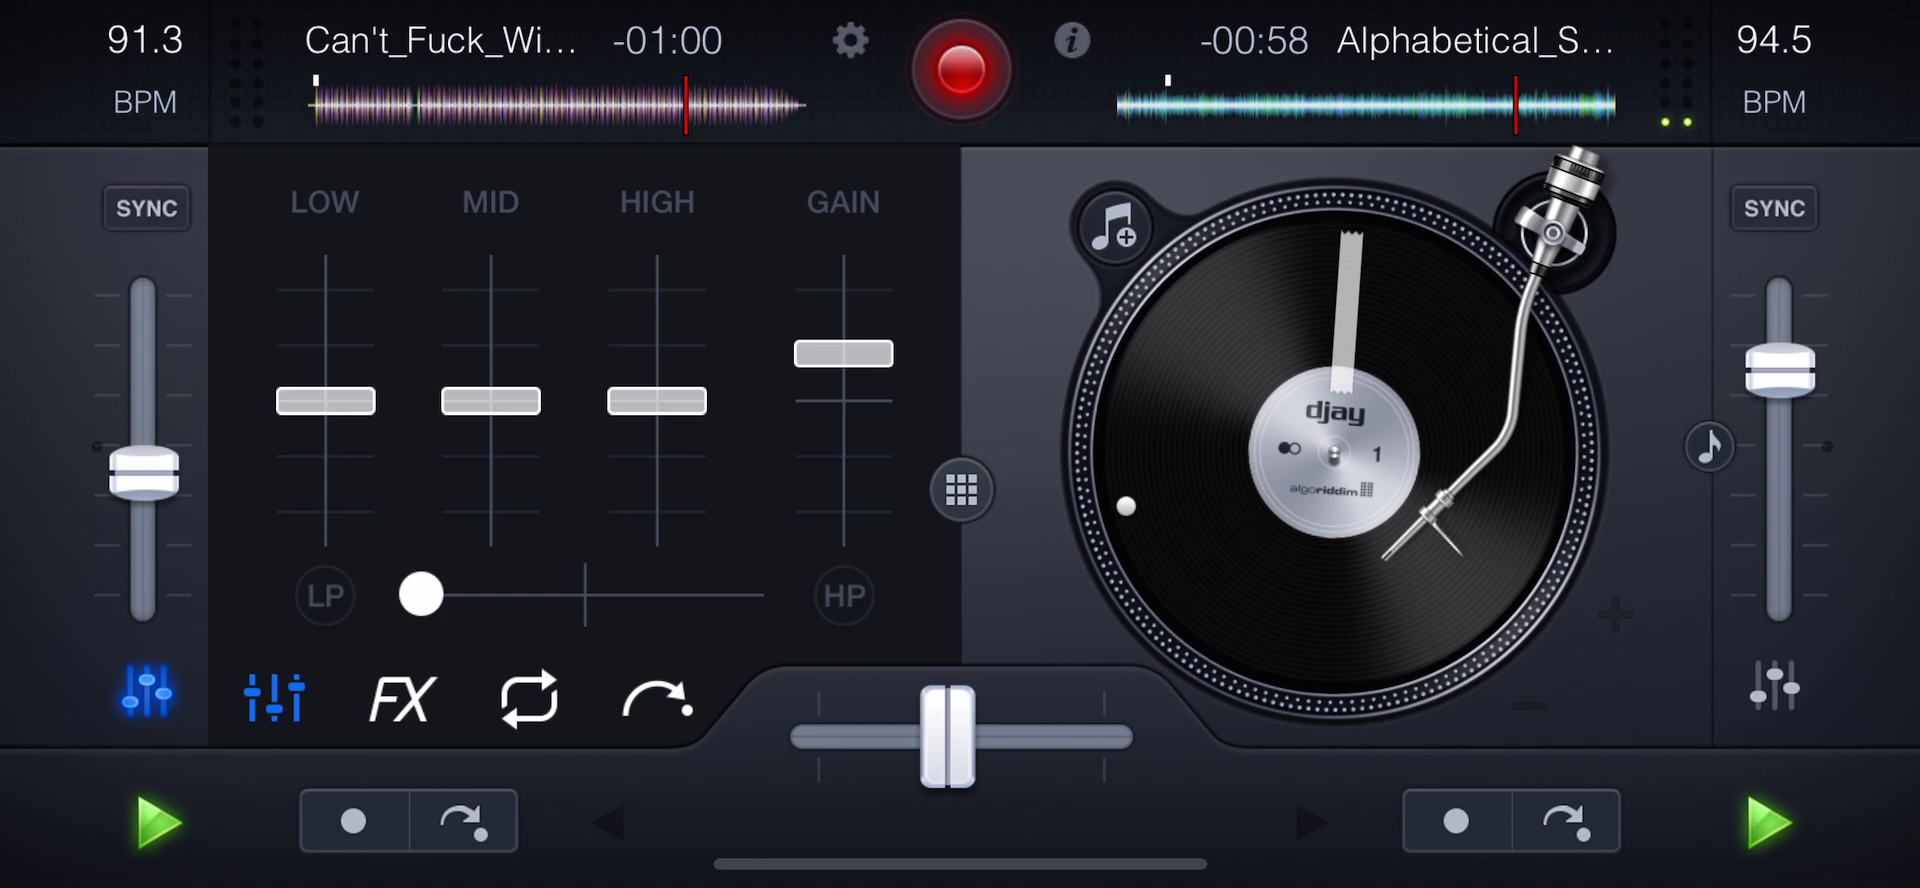 91.3
BPM
Can't_Fuck_Wi...
-01:00
-00:58
Alphabetical_S...
94.5
BPM
SYNC
LOW
MID
HIGH
GAIN
SYNC
djay
1
algoriddim
LP
HP
FX